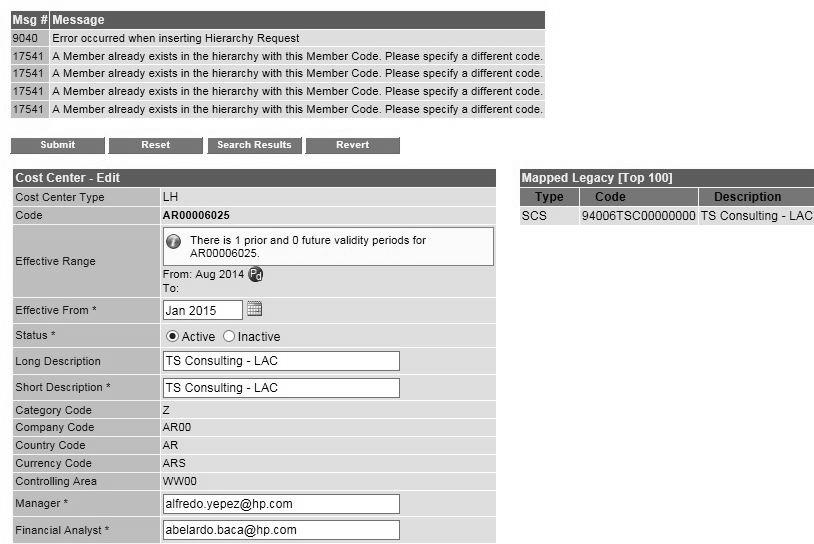 Msg # Message
9040 Error occurred when inserting Hierarchy Request
17541 A Member already exists in the hierarchy with this Member Code. Please specify a different code.
17541 A Member already exists in the hierarchy with this Member Code. Please specify a different code.
17541 A Member already exists in the hierarchy with this Member Code. Please specify a different code.
17541 A Member already exists in the hierarchy with this Member Code. Please specify a different code.
Submit Reset Search Results Revert
Cost Center - Edit
Cost Center Type LH
Code AR00006025
Effective Range
There is 1 prior and 0 future validity periods for
AR00006025.
From: Aug 2014 Pd
To:
Effective From * Jan 2015
Status * Active Inactive
Long Description TS Consulting - LAC
Short Description * TS Consulting - LAC
Category Code Z
Company Code AR00
Country Code AR
Currency Code ARS
Controlling Area WW00
Manager * alfredo.yepez@hp.com
Financial Analyst * abelardo.baca@hp.com
Mapped Legacy [Top 100]
Type Code Description
SCS 94006TSC00000000 TS Consulting - LAC